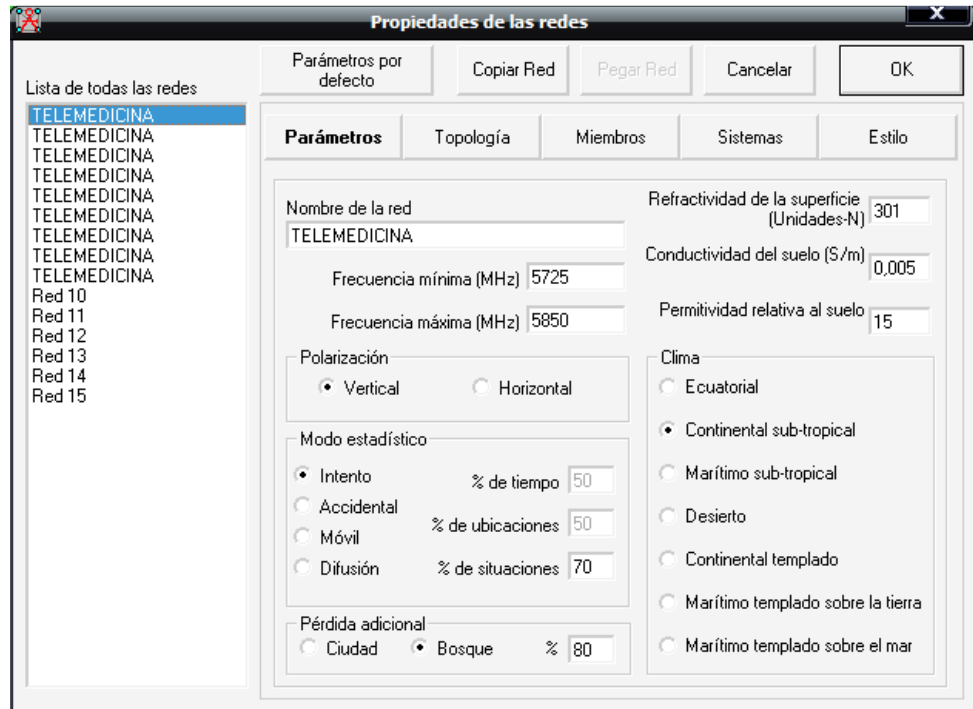 Propiedades de las redes
X
Lista de todas las redes
Parámetros por
defecto
Copiar Red
Pegar Red
Cancelar
OK
TELEMEDICINA
TELEMEDICINA
TELEMEDICINA
TELEMEDICINA
TELEMEDICINA
TELEMEDICINA
TELEMEDICINA
TELEMEDICINA
TELEMEDICINA
Red 10
Red 11
Red 12
Red 13
Red 14
Red 15
Parámetros
Topología
Miembros
Sistemas
Estilo
Nombre de la red
TELEMEDICINA
Frecuencia mínima (MHz) 5725
Frecuencia máxima (MHz) 5850
Polarización
Vertical
Horizontal
Modo estadístico
Intento
Accidental
Móvil
Difusión
% de tiempo 50
% de ubicaciones 50
% de situaciones 70
Pérdida adicional
Ciudad
Bosque
% 80
Refractividad de la superficie
(Unidades-N) 301
Conductividad del suelo (S/m) 0,005
Permitividad relativa al suelo 15
Clima
Ecuatorial
Continental sub-tropical
Marítimo sub-tropical
Desierto
Continental templado
Marítimo templado sobre la tierra
Marítimo templado sobre el mar